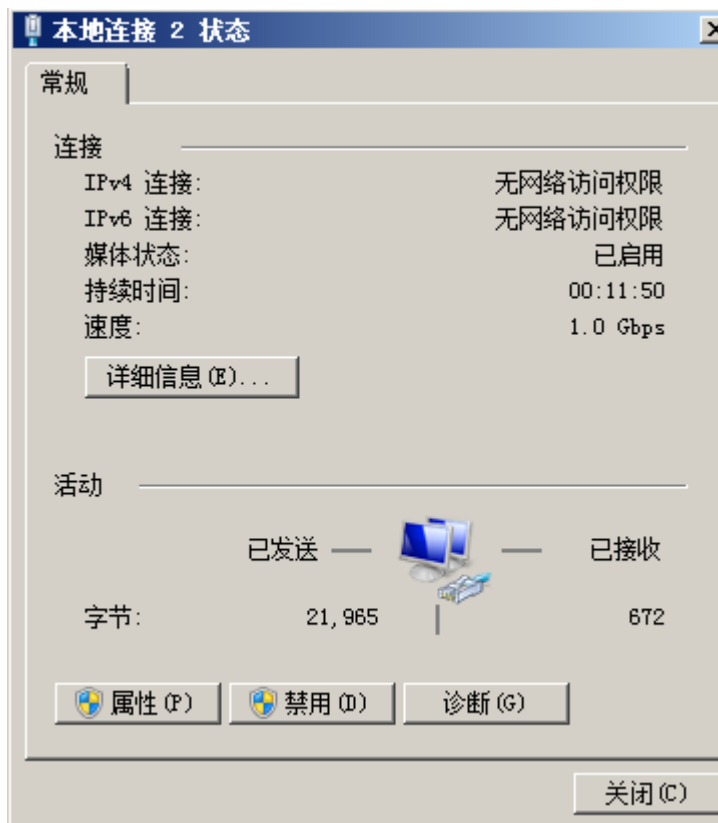 本地连接 2 状态
常规
连接
IPv4 连接: 无网络访问权限
IPv6 连接: 无网络访问权限
媒体状态: 已启用
持续时间: 00:11:50
速度: 1.0 Gbps
详细信息(E)...
活动
已发送 已接收
字节: 21,965 672
属性(P) 禁用(D) 诊断(G)
关闭(C)